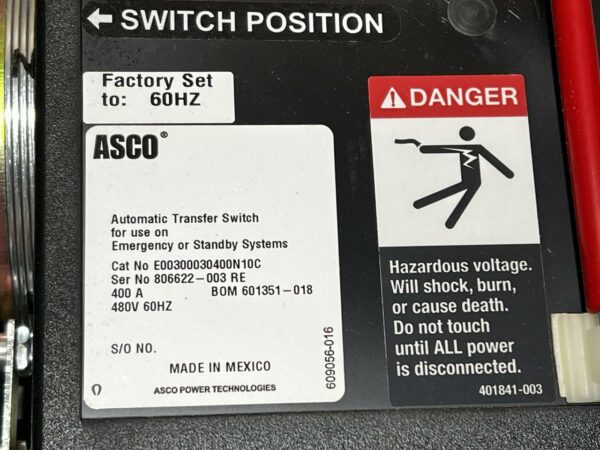 ← SWITCH POSITION
Factory Set
to: 60HZ
ASCO®
Automatic Transfer Switch
for use on
Emergency or Standby Systems
Cat No E00300030400N10C
Ser No 806622-003 RE
400 A BOM 601351-018
480V 60HZ
S/O NO.
MADE IN MEXICO
ASCO POWER TECHNOLOGIES
609056-016
DANGER
Hazardous voltage.
Will shock, burn,
or cause death.
Do not touch
until ALL power
is disconnected.
401841-003